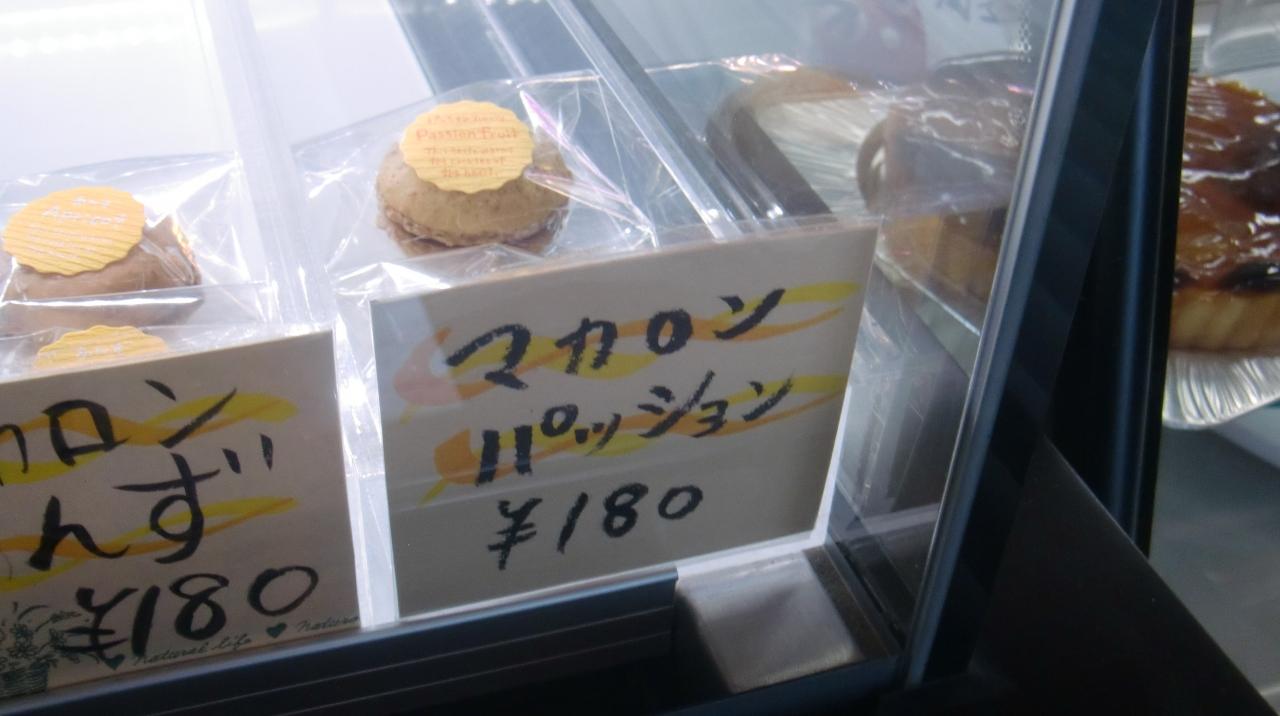 Apricot
Passion Fruit
カロン
んず
¥180
natural life
natura
マカロン
パッション
¥180